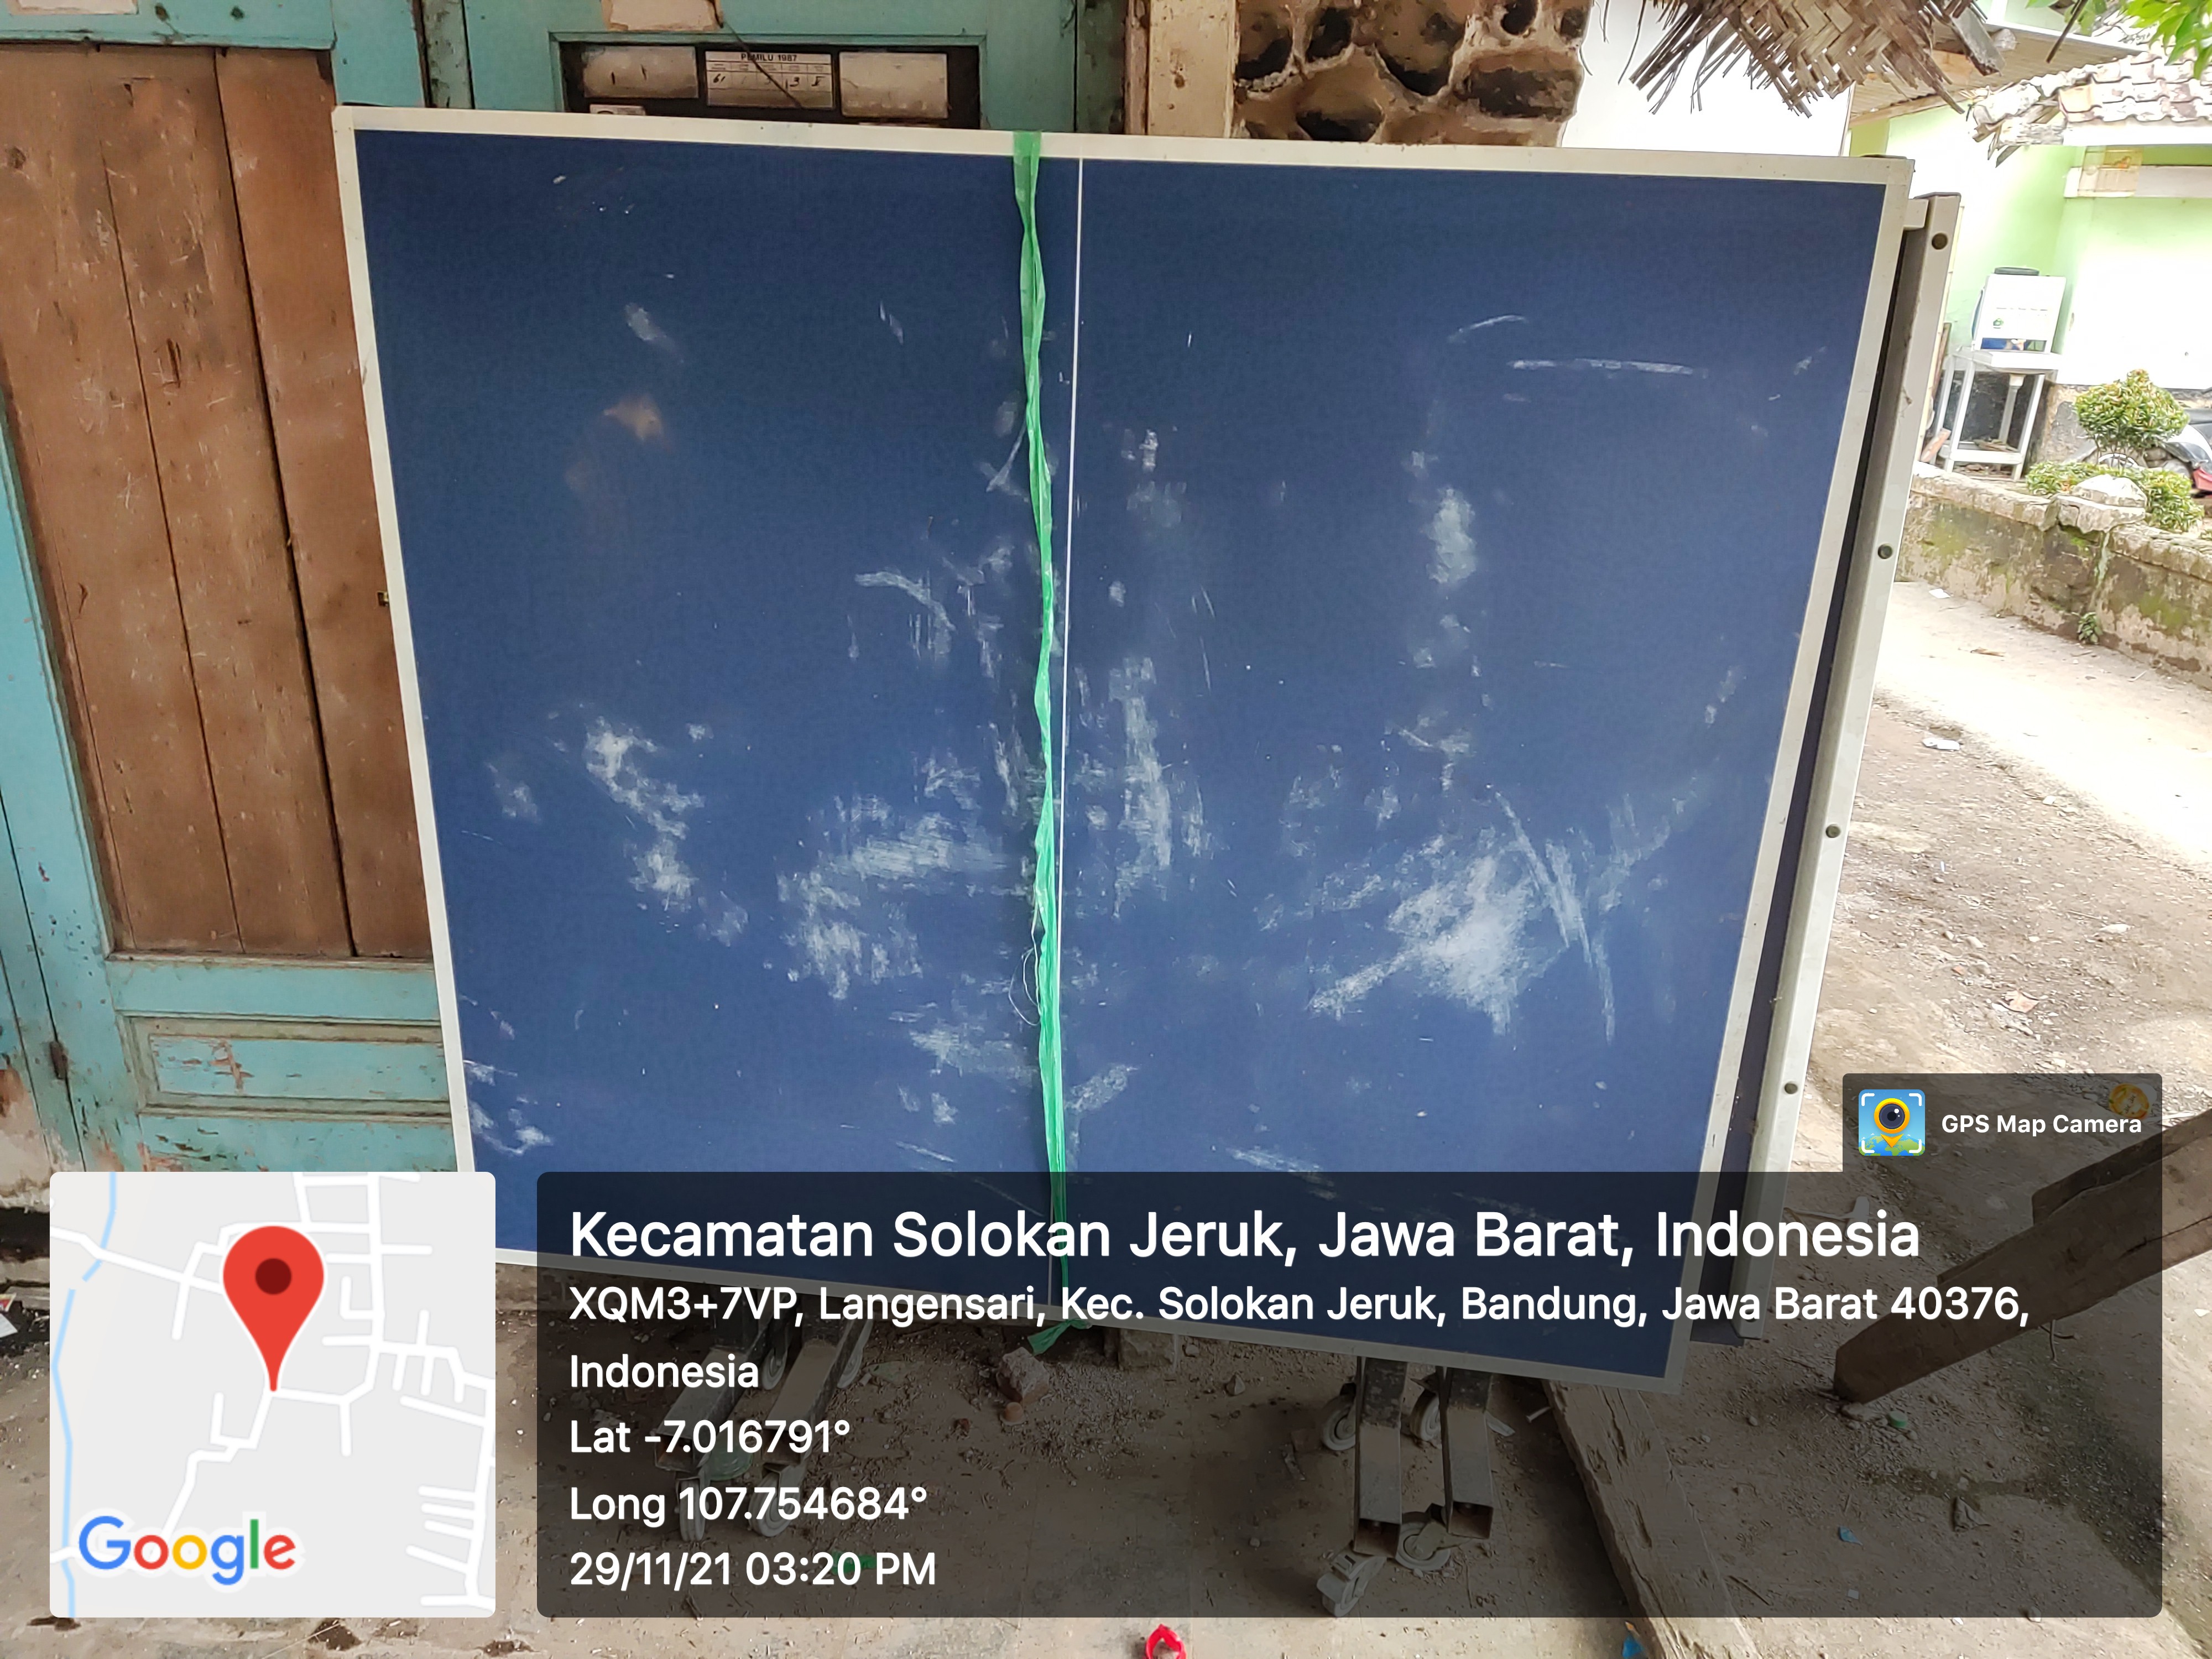 PEMILU 1987
GPS Map Camera
Kecamatan Solokan Jeruk, Jawa Barat, Indonesia
XQM3+7VP, Langensari, Kec. Solokan Jeruk, Bandung, Jawa Barat 40376,
Indonesia
Lat -7.016791°
Long 107.754684°
29/11/21 03:20 PM
Google